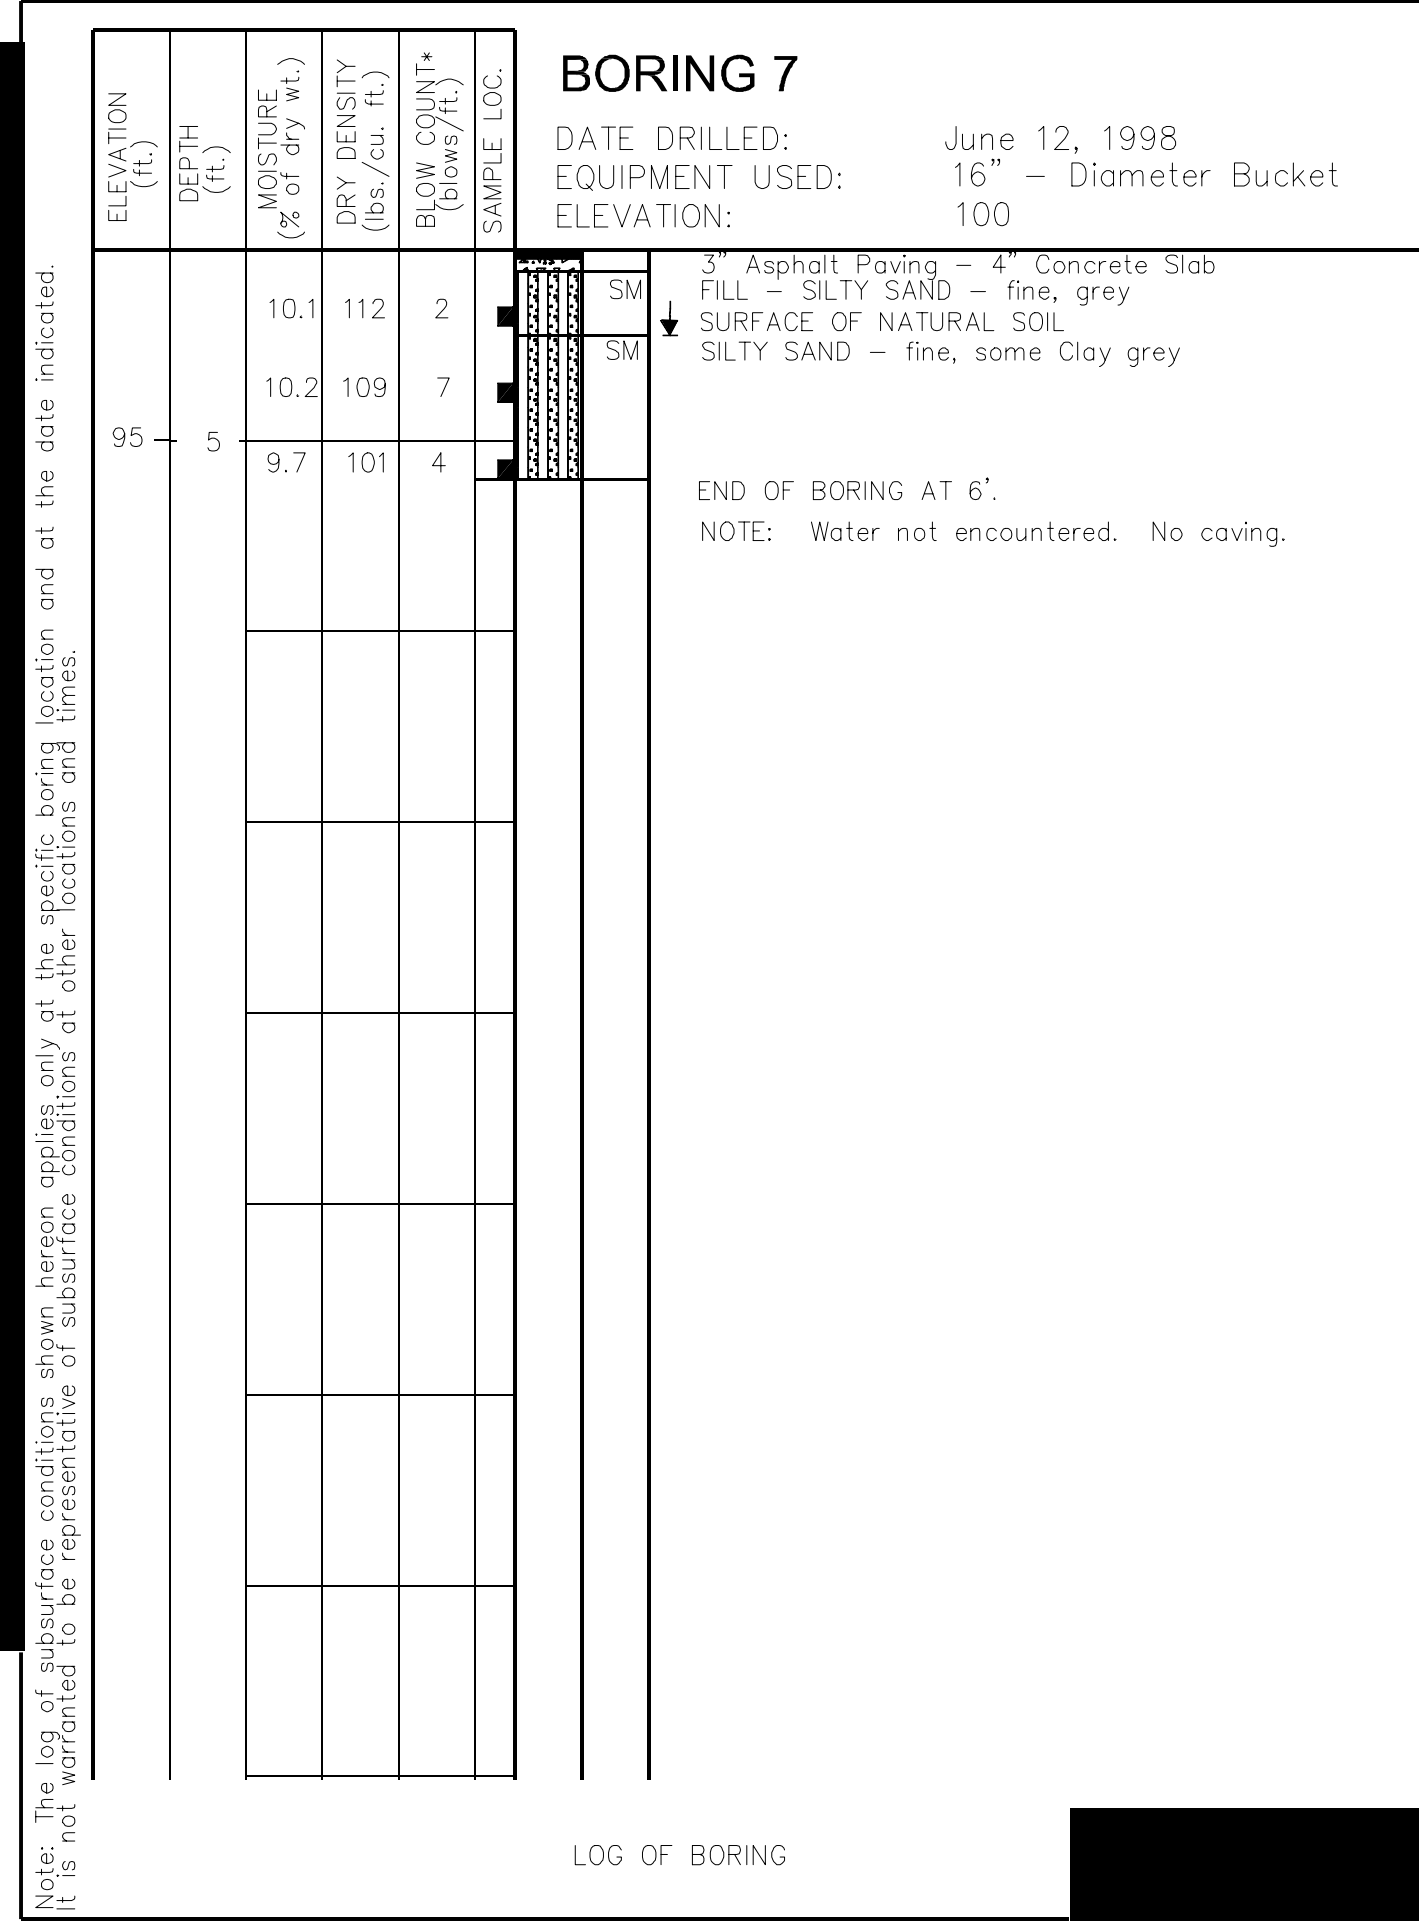 BORING 7
DATE DRILLED: June 12, 1998
EQUIPMENT USED: 16" - Diameter Bucket
ELEVATION: 100
ELEVATION
(ft.)
DEPTH
(ft.)
MOISTURE
(% of dry wt.)
DRY DENSITY
(lbs./cu. ft.)
BLOW COUNT*
(blows/ft.)
SAMPLE LOC.
3" Asphalt Paving - 4" Concrete Slab
SM FILL - SILTY SAND - fine, grey
10.1 112 2
SURFACE OF NATURAL SOIL
SM SILTY SAND - fine, some Clay grey
10.2 109 7
95 5
9.7 101 4
END OF BORING AT 6'.
NOTE: Water not encountered. No caving.
Note: The log of subsurface conditions shown hereon applies only at the specific boring location and at the date indicated.
It is not warranted to be representative of subsurface conditions at other locations and times.
LOG OF BORING